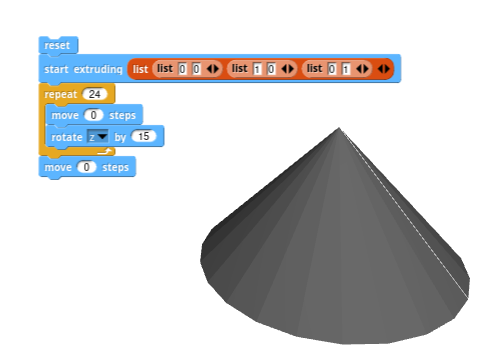 reset
start extruding list list 0 0 list 1 0 list 0 1
repeat 24
move 0 steps
rotate z by 15
move 0 steps